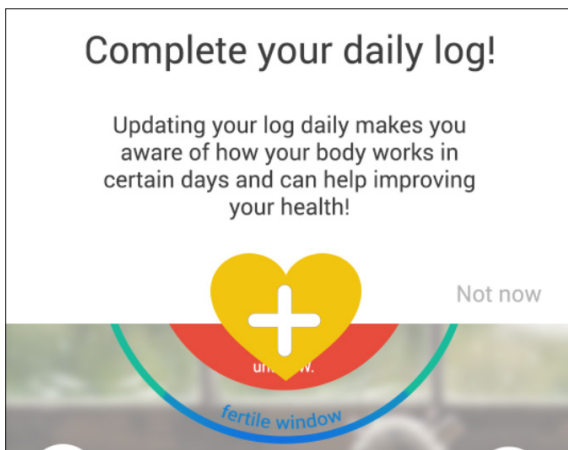 Complete your daily log!
Updating your log daily makes you
aware of how your body works in
certain days and can help improving
your health!
Not now
fertile window